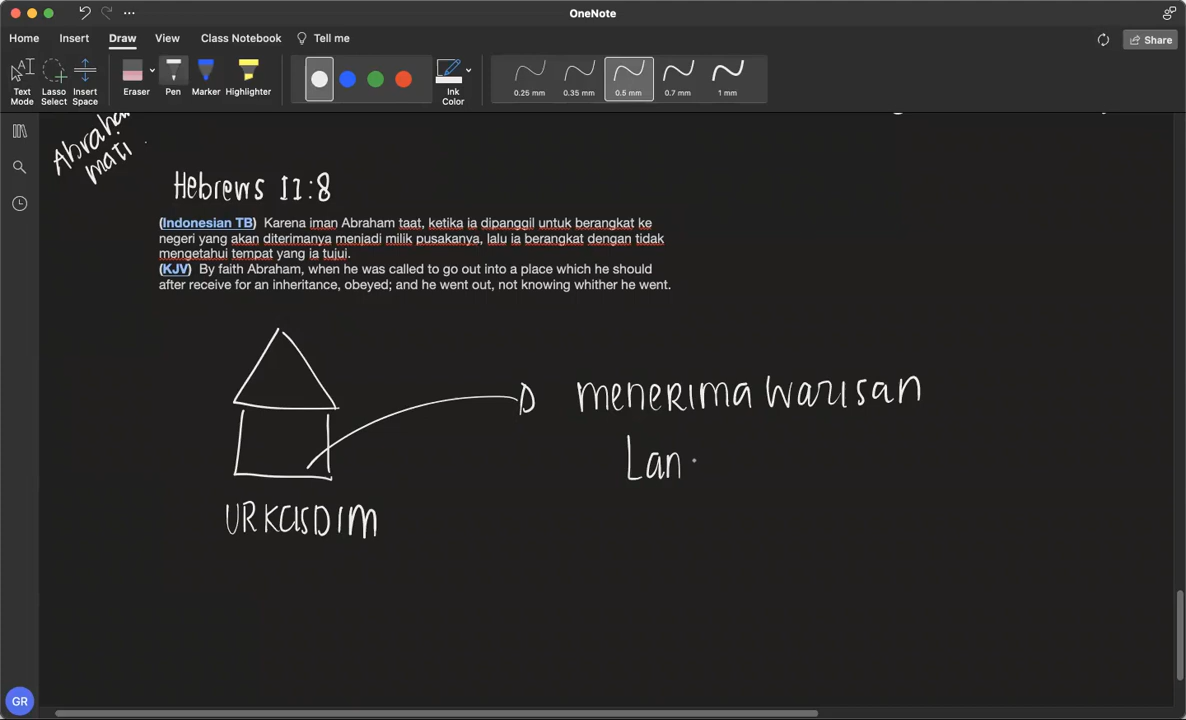 OneNote
Home Insert Draw View Class Notebook Tell me
Share
Text Mode
Lasso Select
Insert Space
Eraser
Pen
Marker
Highlighter
Ink Color
0.25 mm
0.35 mm
0.5 mm
0.7 mm
1 mm
Abraham
mati
Hebrews 11:8
(Indonesian TB) Karena iman Abraham taat, ketika ia dipanggil untuk berangkat ke
negeri yang akan diterimanya menjadi milik pusakanya, lalu ia berangkat dengan tidak
mengetahui tempat yang ia tujui.
(KJV) By faith Abraham, when he was called to go out into a place which he should
after receive for an inheritance, obeyed; and he went out, not knowing whither he went.
menerima warisan
Lan
URKASDIM
GR